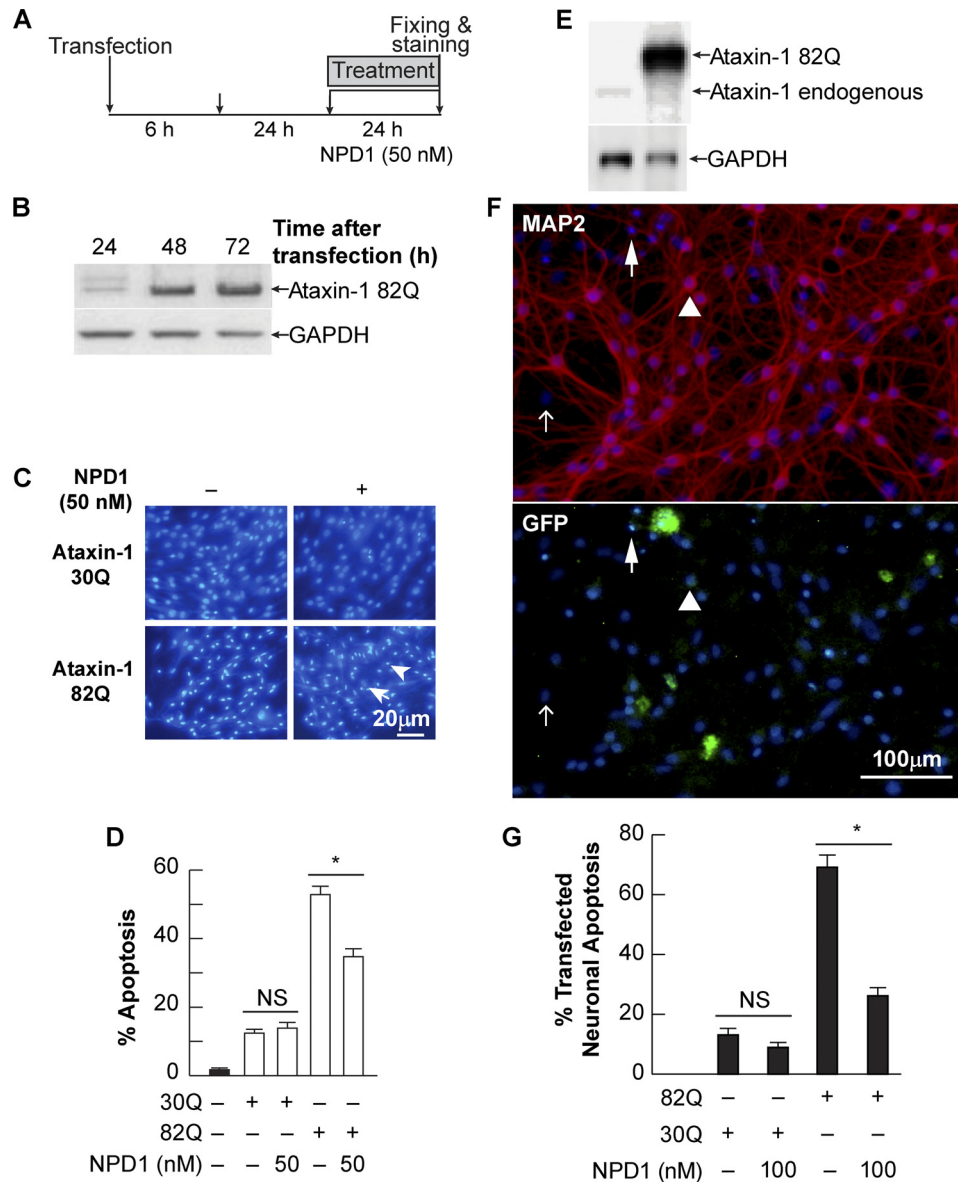 A
Transfection
Fixing &
staining
Treatment
6 h 24 h 24 h
NPD1 (50 nM)
B
24 48 72 Time after
transfection (h)
Ataxin-1 82Q
GAPDH
C
NPD1
(50 nM) – +
Ataxin-1
30Q
Ataxin-1
82Q
20μm
D
% Apoptosis
60
40
20
0
NS
*
30Q – + + – –
82Q – – – + +
NPD1 (nM) – – 50 – 50
E
Ataxin-1 82Q
Ataxin-1 endogenous
GAPDH
F
MAP2
GFP
100μm
G
% Transfected
Neuronal Apoptosis
80
60
40
20
0
NS
*
82Q – – + +
30Q + + – –
NPD1 (nM) – 100 – 100